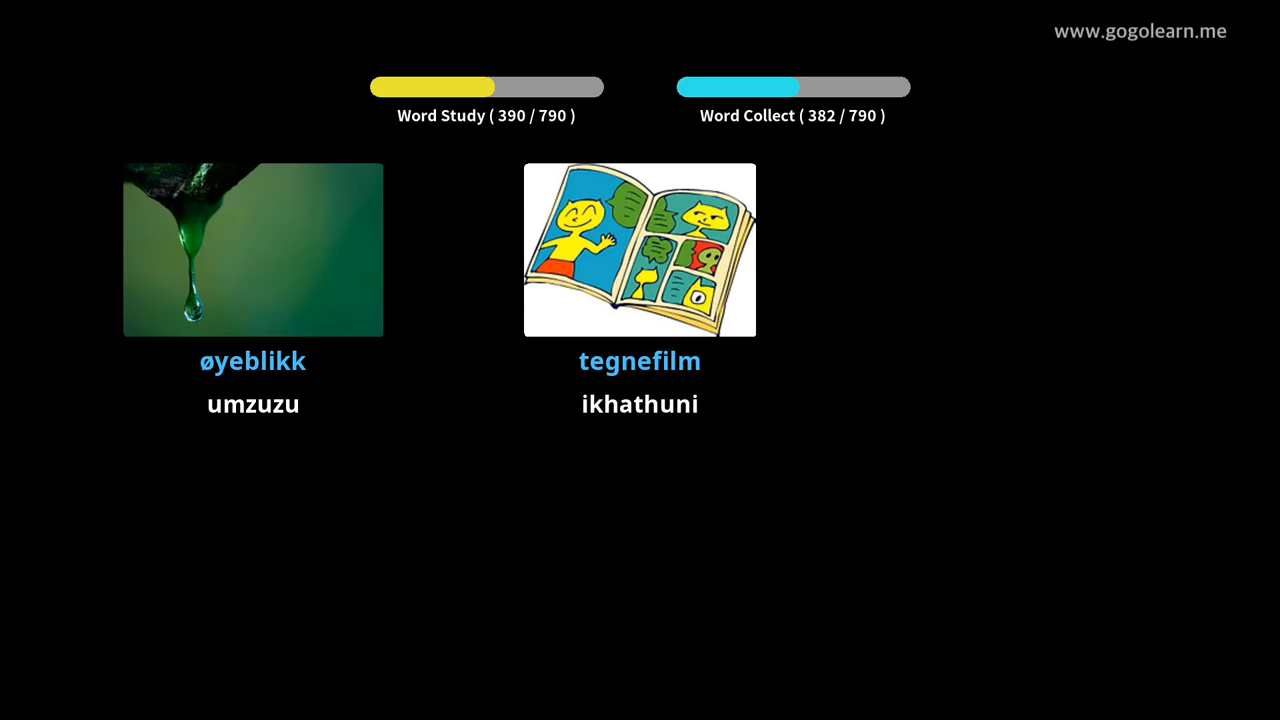 www.gogolearn.me
Word Study ( 390 / 790 )
Word Collect ( 382 / 790 )
øyeblikk
umzuzu
tegnefilm
ikhathuni